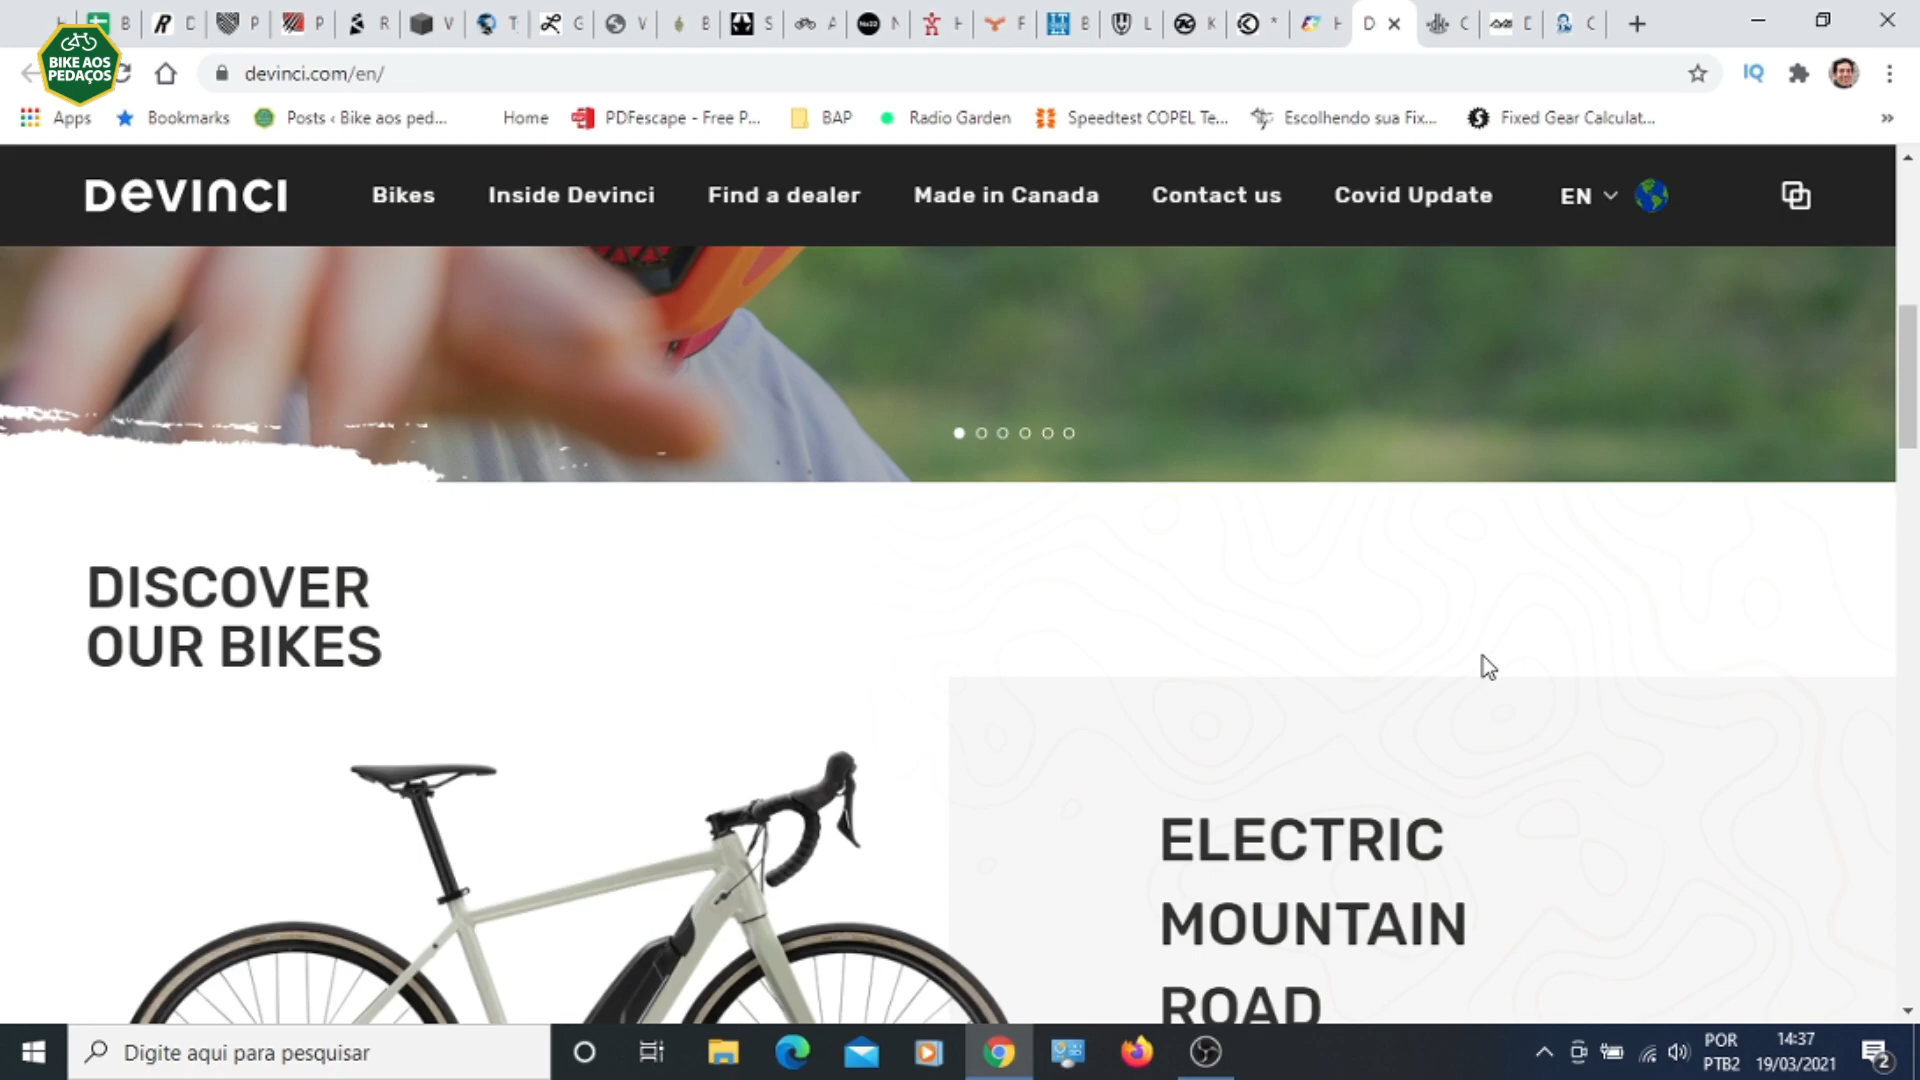 B D P P R V T G V B S A N H F B L K * H D C D C
BIKE AOS
PEDAÇOS
devinci.com/en/
IQ
Apps Bookmarks Posts ‹ Bike aos ped... Home PDFescape - Free P... BAP Radio Garden Speedtest COPEL Te... Escolhendo sua Fix... Fixed Gear Calculat... »
DEVINCI Bikes Inside Devinci Find a dealer Made in Canada Contact us Covid Update EN
DISCOVER
OUR BIKES
ELECTRIC
MOUNTAIN
ROAD
Digite aqui para pesquisar
POR 14:37
PTB2 19/03/2021
2